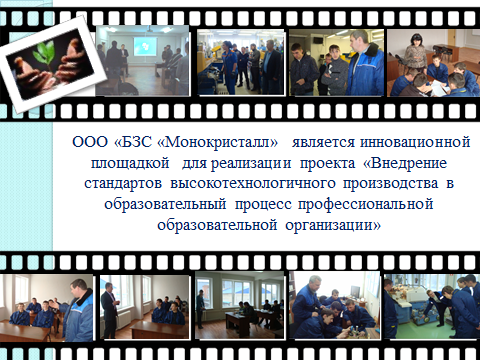 ООО «БЗС «Монокристалл» является инновационной
площадкой для реализации проекта «Внедрение
стандартов высокотехнологичного производства в
образовательный процесс профессиональной
образовательной организации»